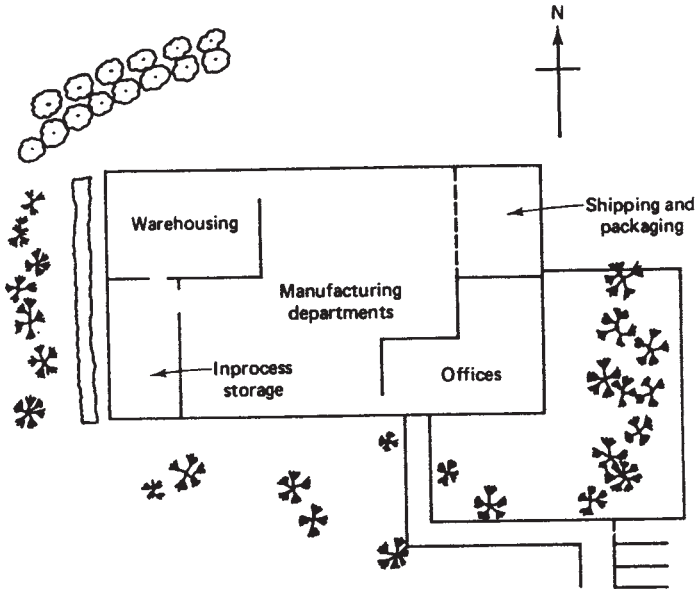 N
Warehousing
Shipping and
packaging
Manufacturing
departments
Inprocess
storage
Offices